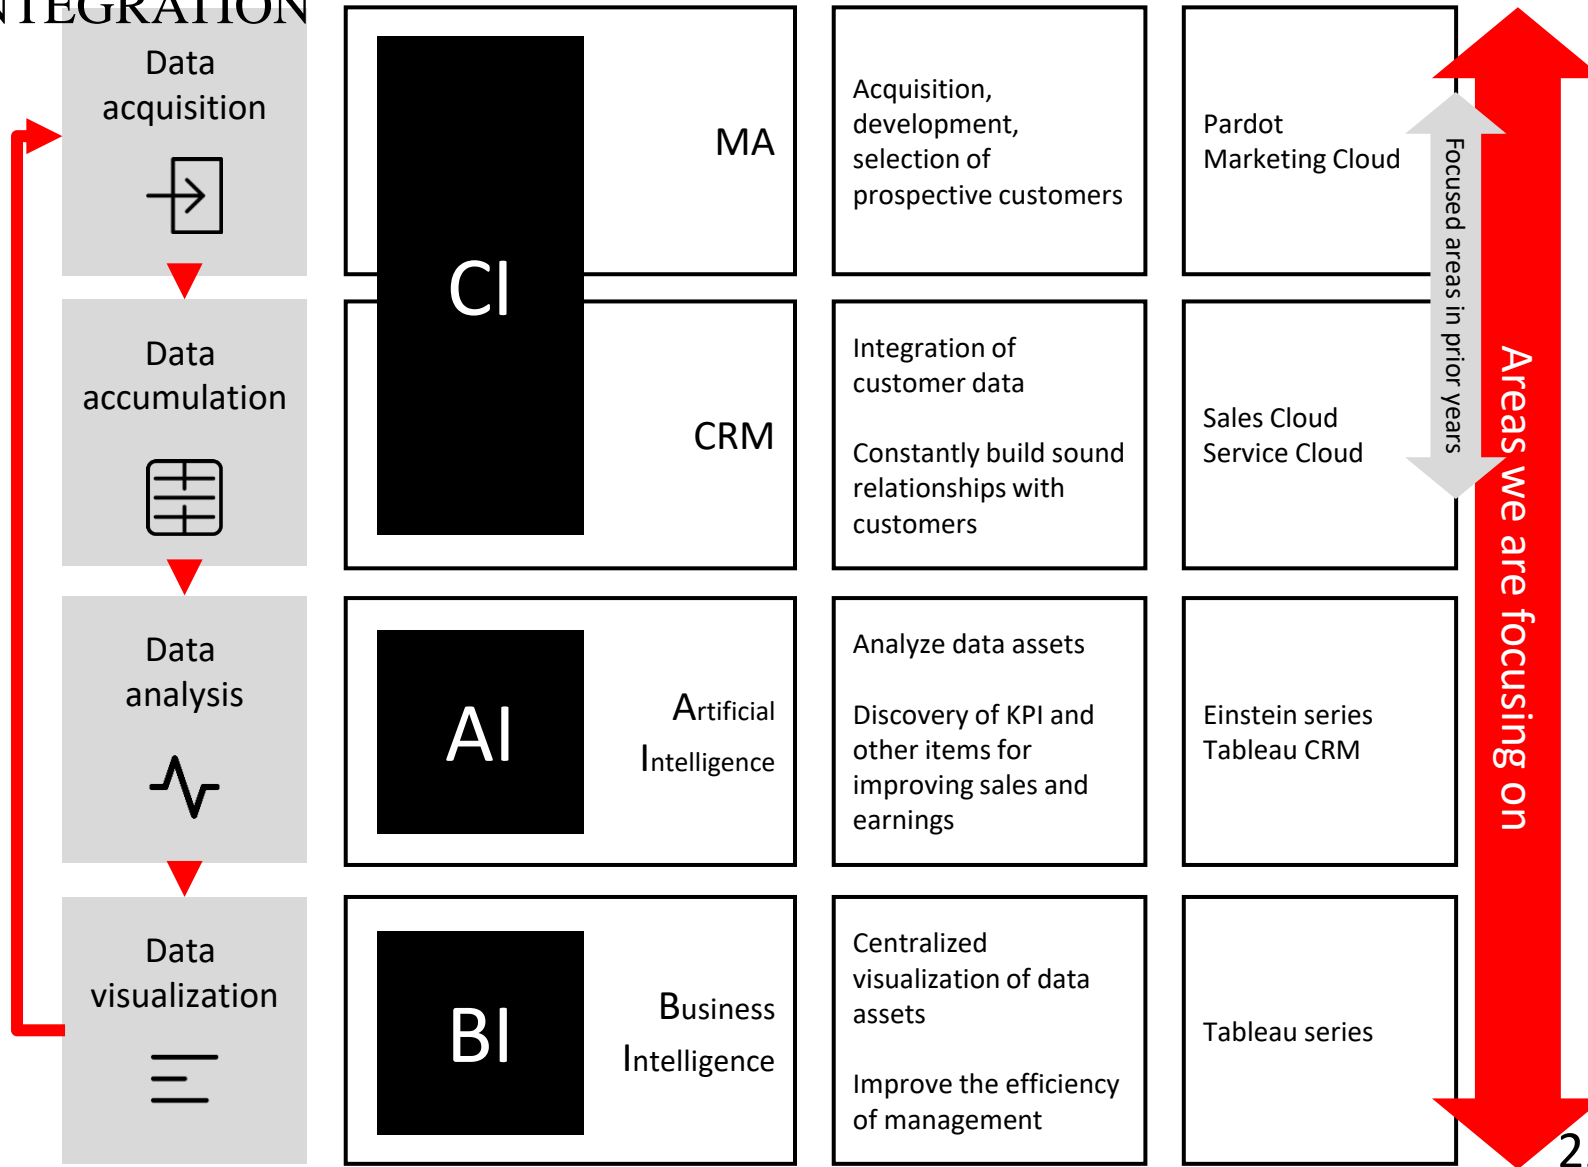 NTEGRATION
Data
acquisition
CI
MA
Acquisition,
development,
selection of
prospective customers
Pardot
Marketing Cloud
Focused areas in prior years
Areas we are focusing on
Data
accumulation
CRM
Integration of
customer data
Constantly build sound
relationships with
customers
Sales Cloud
Service Cloud
Data
analysis
AI
Artificial
Intelligence
Analyze data assets
Discovery of KPI and
other items for
improving sales and
earnings
Einstein series
Tableau CRM
Data
visualization
BI
Business
Intelligence
Centralized
visualization of data
assets
Improve the efficiency
of management
Tableau series